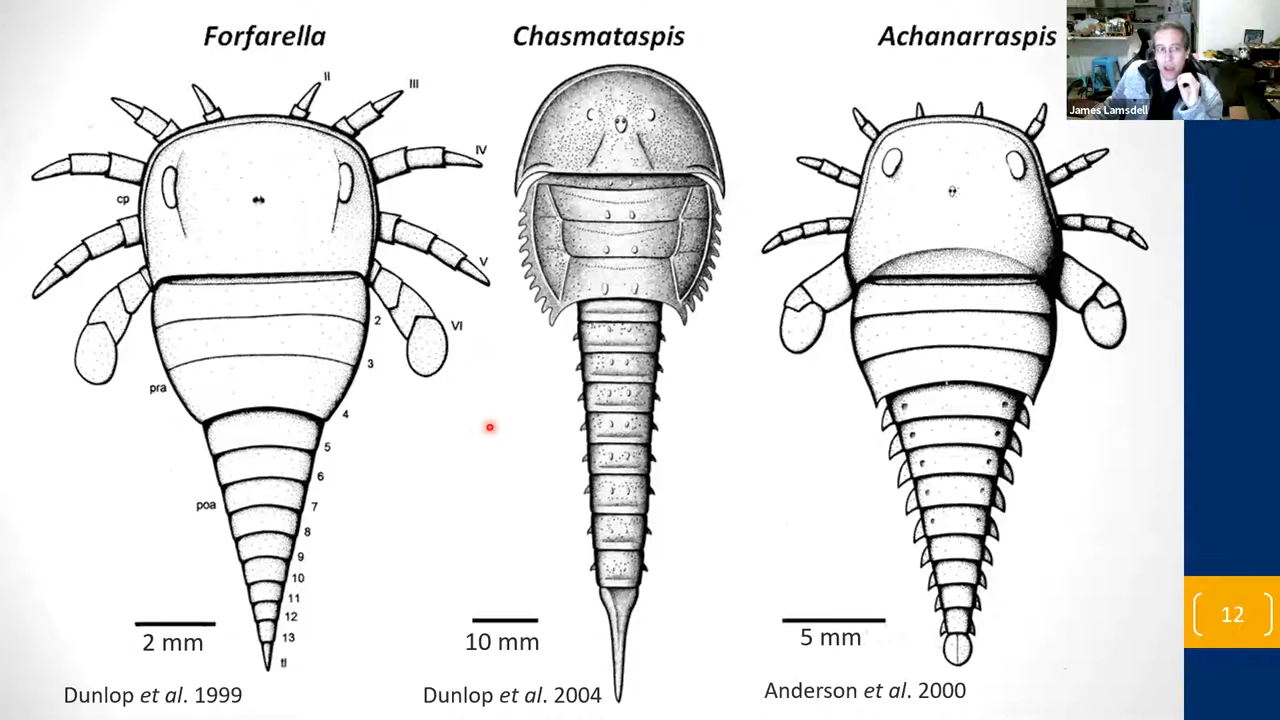 Forfarella
Chasmataspis
Achanarraspis
James Lamsdell
II
III
IV
cp
V
VI
2
3
pra
4
5
6
poa
7
8
9
10
11
12
13
tl
2 mm
10 mm
5 mm
12
Dunlop et al. 1999
Dunlop et al. 2004
Anderson et al. 2000